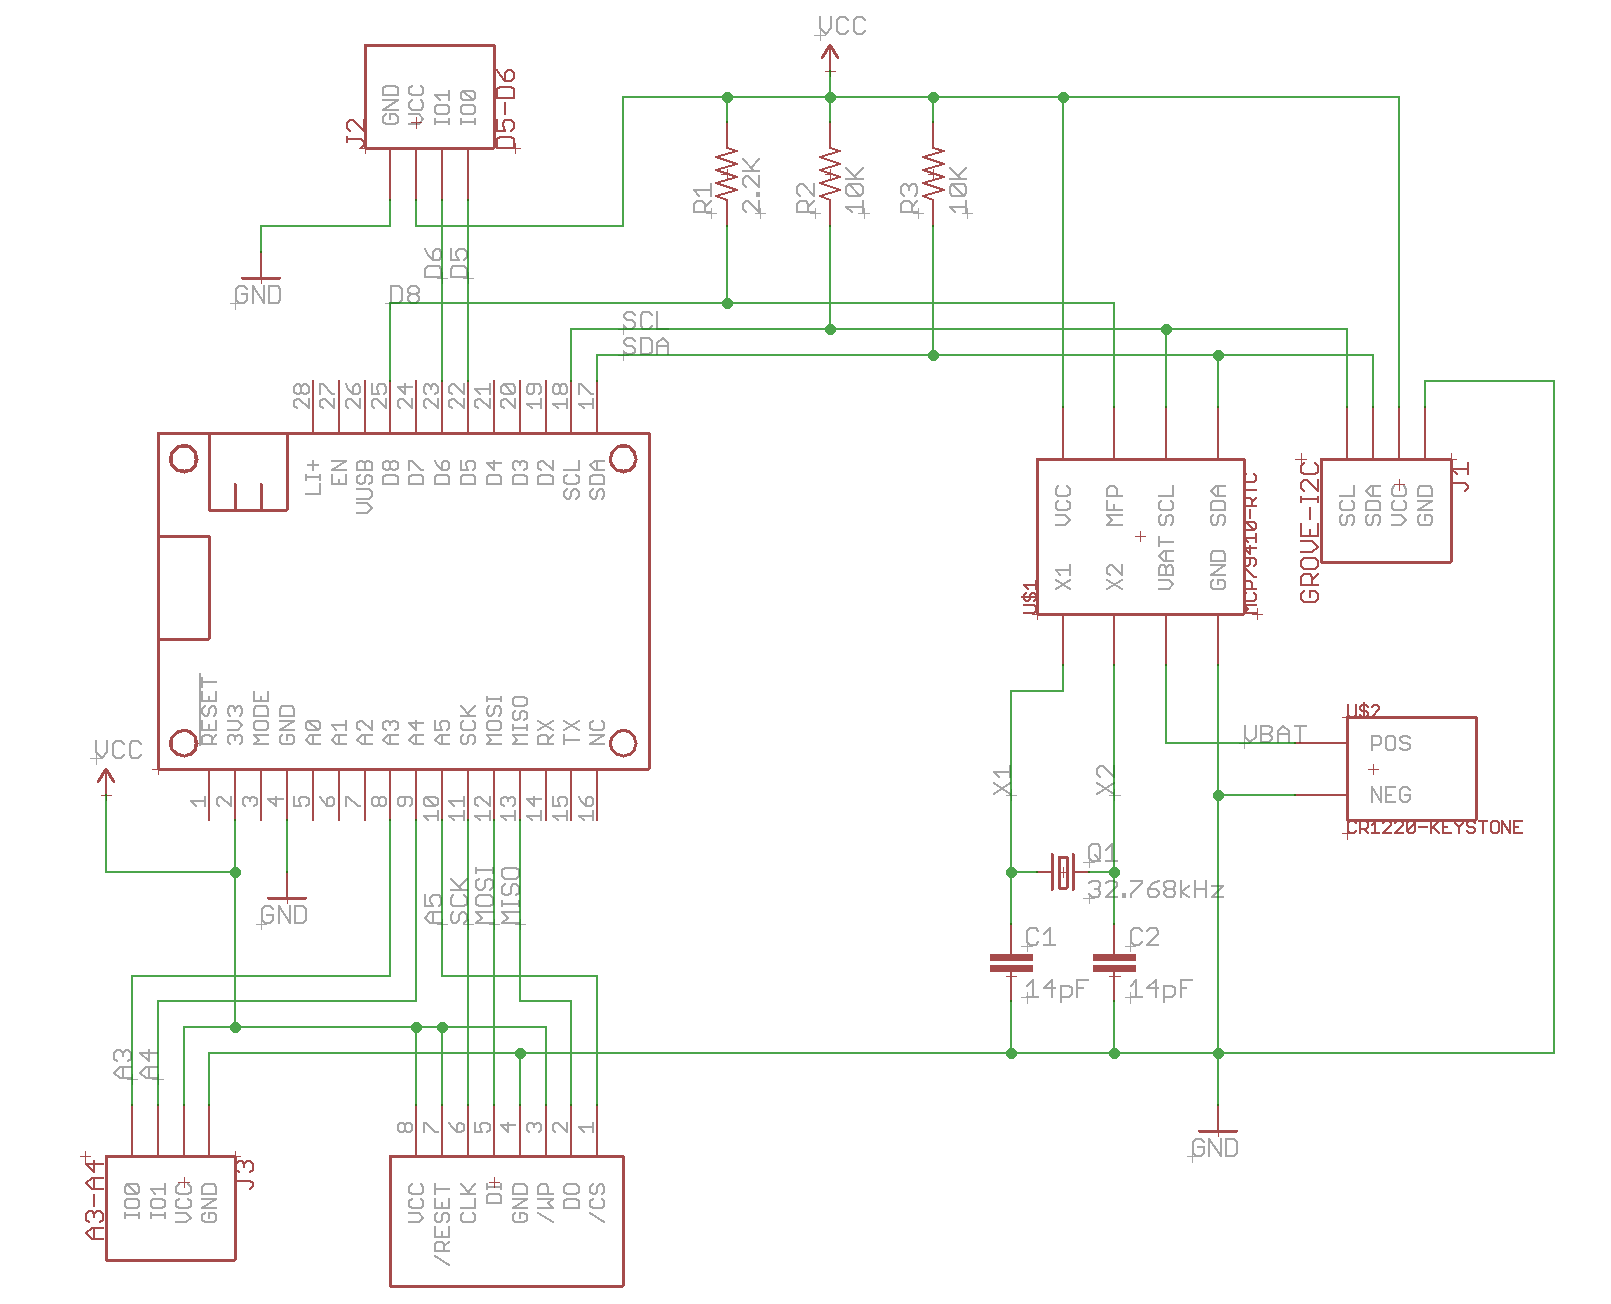 VCC
GND
VCC
IO1
IO0
J2
D5-D6
R1
2.2K
R2
10K
R3
10K
GND
D6
D5
D8
SCL
SDA
28
27
26
25
24
23
22
21
20
19
18
17
LI+
EN
VUSB
D8
D7
D6
D5
D4
D3
D2
SCL
SDA
VCC
MFP
SCL
SDA
X1
X2
VBAT
GND
U$1
MCP79410-RTC
GROVE-I2C
SCL
SDA
VCC
GND
J1
RESET
3V3
MODE
GND
A0
A1
A2
A3
A4
A5
SCK
MOSI
MISO
RX
TX
NC
VCC
1
2
3
4
5
6
7
8
9
10
11
12
13
14
15
16
U$2
VBAT
POS
NEG
CR1220-KEYSTONE
X1
X2
Q1
32.768kHz
GND
A5
SCK
MOSI
MISO
C1
14pF
C2
14pF
A3
A4
GND
8
7
6
5
4
3
2
1
A3-A4
IO0
IO1
VCC
GND
J3
VCC
/RESET
CLK
DI
GND
/WP
DO
/CS